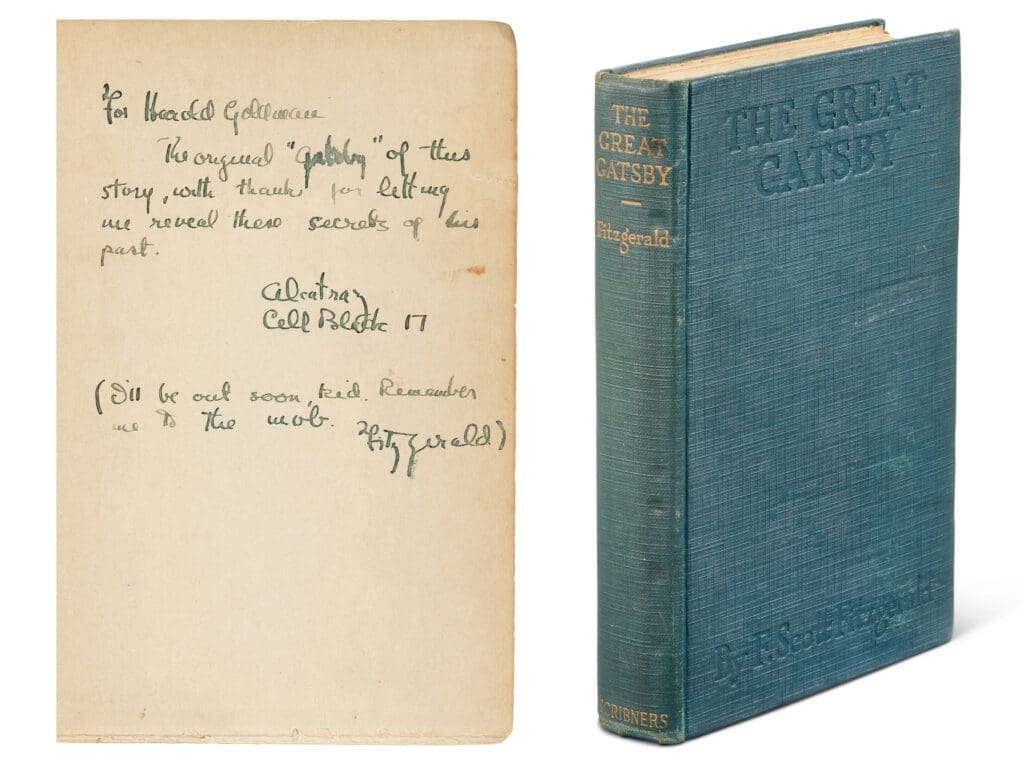 For Harold Goldman
The original "Gatsby" of this
story, with thanks for letting
me reveal these secrets of his
past.
Alcatraz
Cell Block 17
(I'll be out soon, kid. Remember
me to the mob. Fitzgerald)
THE
GREAT
GATSBY
Fitzgerald
SCRIBNERS
THE GREAT
GATSBY
By F. Scott Fitzgerald